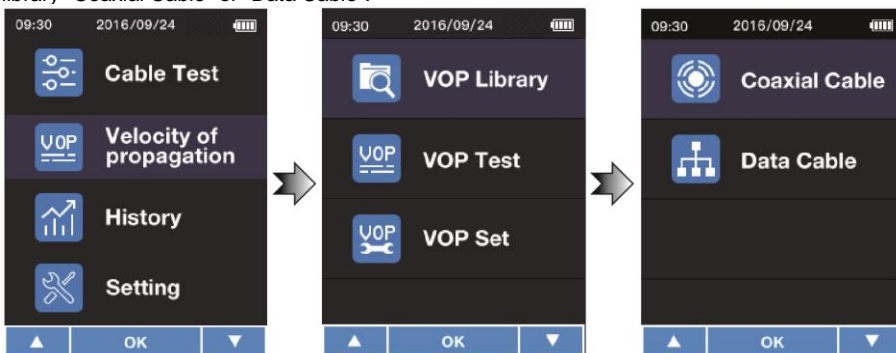 library "Coaxial Cable" or "Data Cable".
09:30 2016/09/24
Cable Test
VOP
Velocity of
propagation
History
Setting
▲ OK ▼
09:30 2016/09/24
VOP Library
VOP
VOP Test
VOP
VOP Set
▲ OK ▼
09:30 2016/09/24
Coaxial Cable
Data Cable
▲ OK ▼